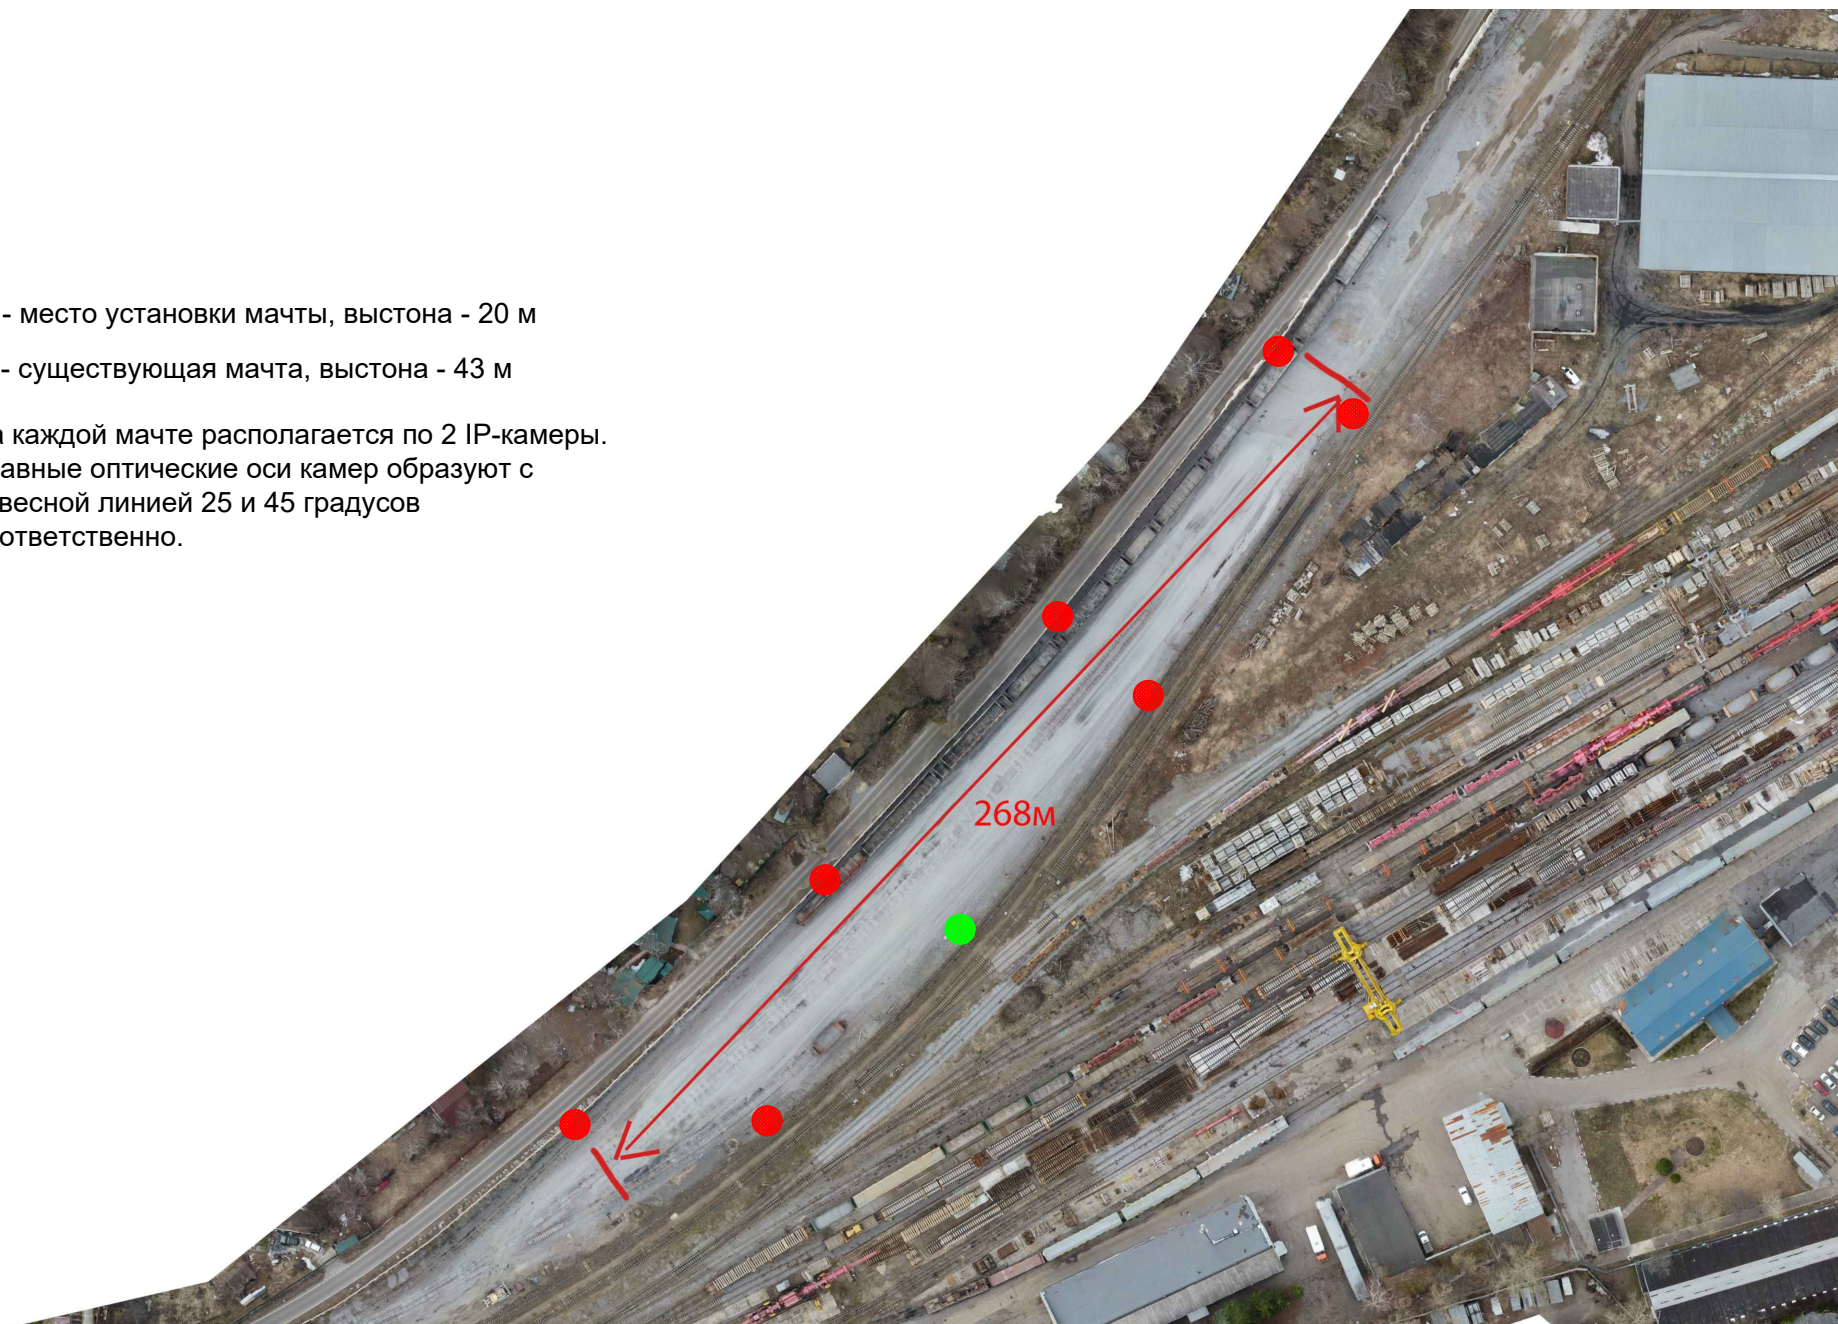 - место установки мачты, выстона - 20 м
- существующая мачта, выстона - 43 м
а каждой мачте располагается по 2 IP-камеры.
авные оптические оси камер образуют с
весной линией 25 и 45 градусов
ответственно.
268м